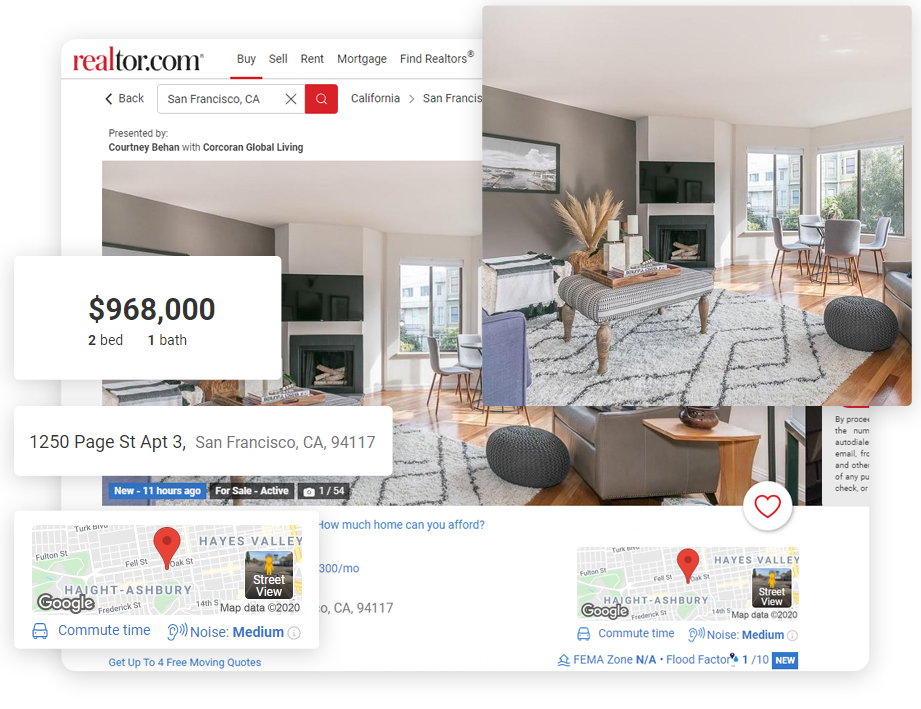 realtor.com®
Buy Sell Rent Mortgage Find Realtors®
Back San Francisco, CA California > San Francis
Presented by:
Courtney Behan with Corcoran Global Living
$968,000
2 bed 1 bath
1250 Page St Apt 3, San Francisco, CA, 94117
New - 11 hours ago For Sale - Active 1 / 54
By procee
the num
autodiale
email, fro
and other
of any pu
check, or
How much home can you afford?
300/mo
co, CA, 94117
Turk Blvd
HAYES VALLEY
Fulton St
Fell St
Oak St
HAIGHT-ASHBURY
Frederick St
14th S
Street
View
Google
Map data ©2020
Commute time Noise: Medium
Get Up To 4 Free Moving Quotes
Turk Blvd
HAYES VALLEY
Fulton St
Fell St
Oak St
HAIGHT-ASHBURY
Frederick St
14th S
Street
View
Google
Map data ©2020
Commute time Noise: Medium
FEMA Zone N/A • Flood Factor 1 /10 NEW